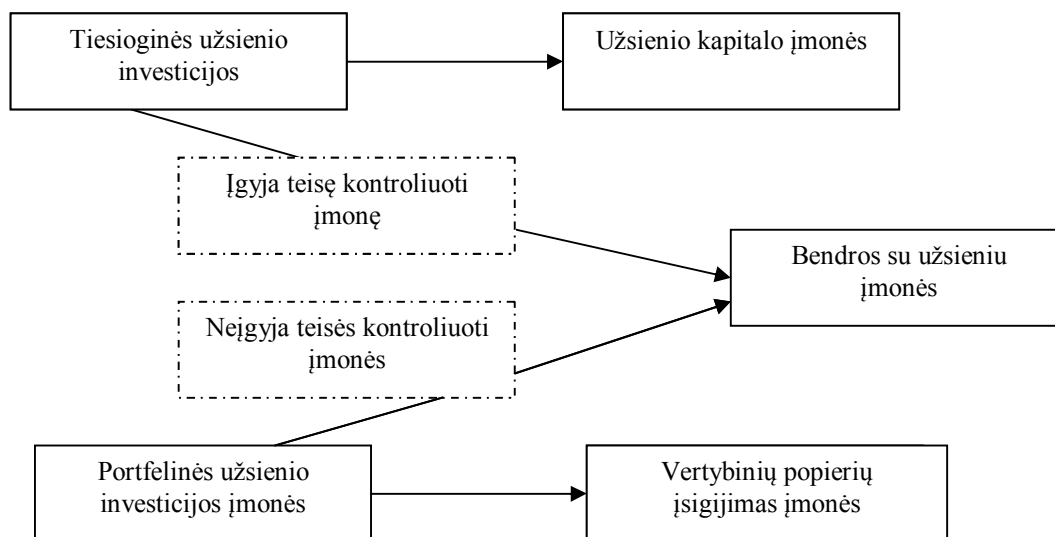 Tiesioginės užsienio
investicijos
Užsienio kapitalo įmonės
Įgyja teisę kontroliuoti
įmonę
Bendros su užsieniu
įmonės
Neįgyja teisės kontroliuoti
įmonės
Portfelinės užsienio
investicijos įmonės
Vertybinių popierių
įsigijimas įmonės